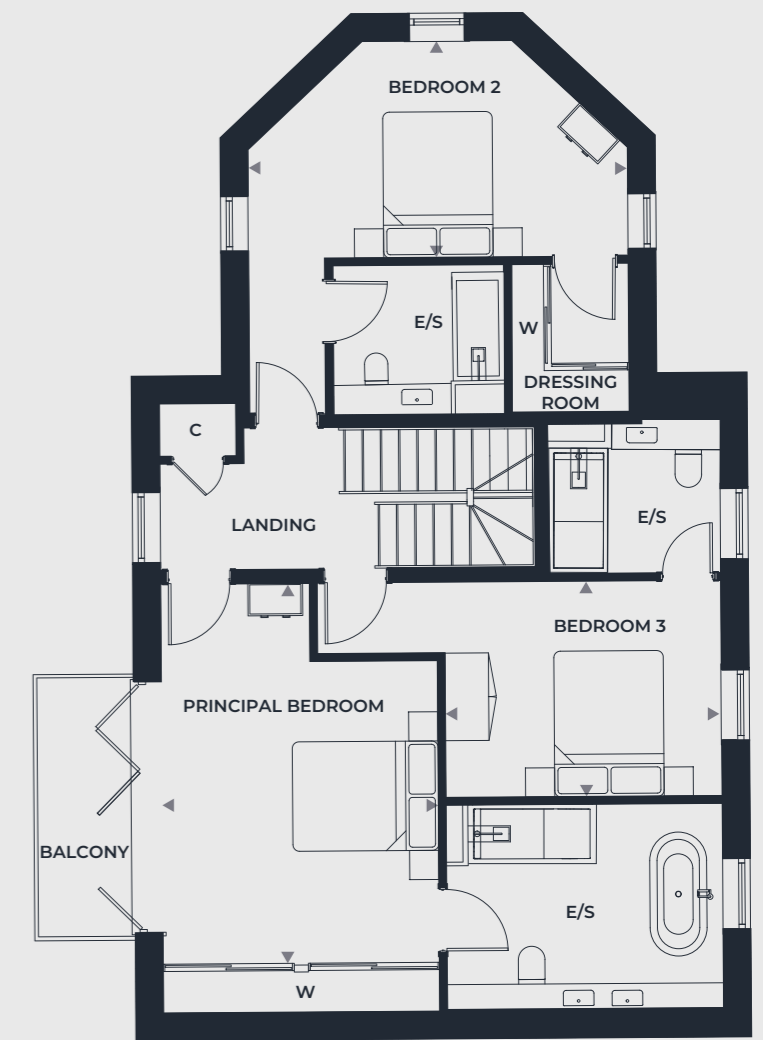 BEDROOM 2
E/S
W
DRESSING
ROOM
C
LANDING
E/S
BEDROOM 3
PRINCIPAL BEDROOM
BALCONY
E/S
W